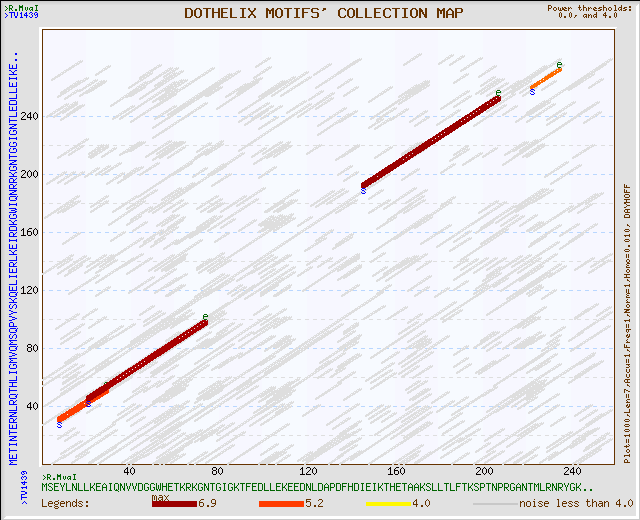 >R.MvaI
>TV1439
DOTHELIX MOTIFS' COLLECTION MAP
Power thresholds:
0.0, and 4.0
METINTERNLRQTHLIGMVQMSQPVYYSKQELIERLKEIRDKGWIQNRRKGNTGGIGNTLEDLLEIKE..
240
200
160
120
80
40
e
s
e
s
e
s
s
Plot=1000,Len=7,Accu=1,Freq=1,Norm=1,Homo=0.010, DAYHOFF
40
80
120
160
200
240
>TV1439
>R.MvaI
MSEYLNLLKEAIQNVVDGGWHETKRKGNTGIGKTFEDLLEKEEDNLDAPDFHDIEIKTHETAAKSLLTLFTKSPTNPRGANTMLRNRYGK..
Legends:
max
6.9
5.2
4.0
noise less than 4.0